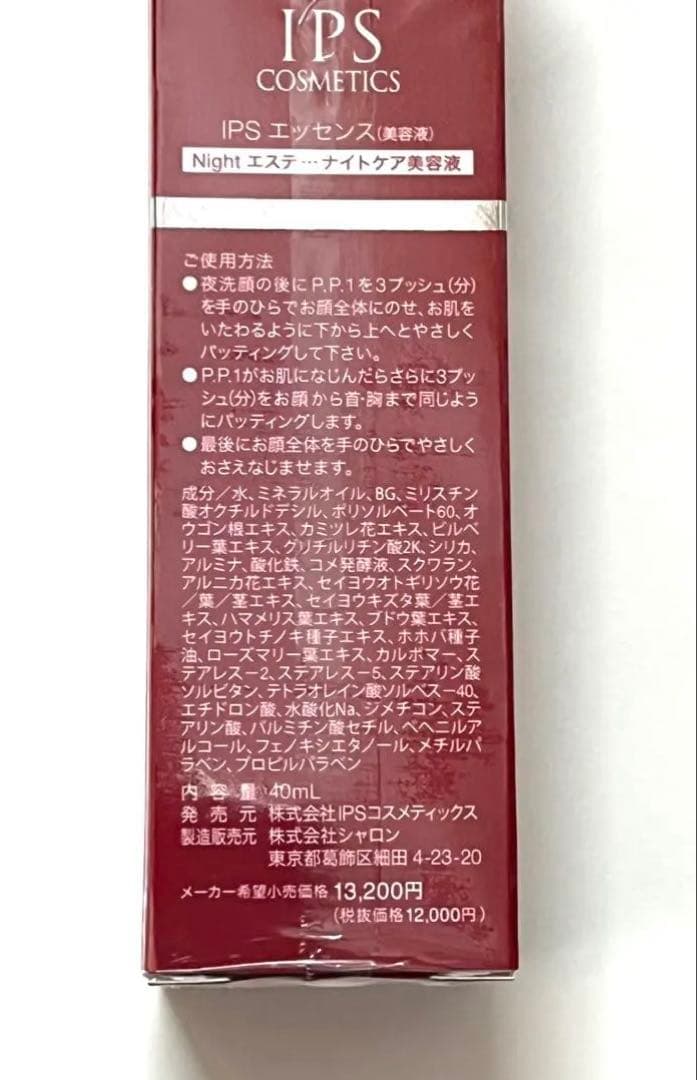 IPS
COSMETICS
IPS エッセンス(美容液)
Night エステ…ナイトケア美容液
ご使用方法
●夜洗顔の後にP.P.1を3プッシュ(分)
を手のひらでお顔全体にのせ、お肌を
いたわるように下から上へとやさしく
パッティングして下さい。
●P.P.1がお肌になじんだらさらに3プッ
シュ(分)をお顔から首・胸まで同じよう
にパッティングします。
●最後にお顔全体を手のひらでやさしく
おさえなじませます。
成分/水、ミネラルオイル、BG、ミリスチン
酸オクチルドデシル、ポリソルベート60、オ
ウゴン根エキス、カミツレ花エキス、ビルベ
リー葉エキス、グリチルリチン酸2K、シリカ、
アルミナ、酸化鉄、コメ発酵液、スクワラン、
アルニカ花エキス、セイヨウオトギリソウ花
/葉/茎エキス、セイヨウキズタ葉/茎エ
キス、ハマメリス葉エキス、ブドウ葉エキス、
セイヨウトチノキ種子エキス、ホホバ種子
油、ローズマリー葉エキス、カルボマー、ス
テアレス-2、ステアレス-5、ステアリン酸
ソルビタン、テトラオレイン酸ソルベス-40、
エチドロン酸、水酸化Na、ジメチコン、ステ
アリン酸、パルミチン酸セチル、ベヘニルア
ルコール、フェノキシエタノール、メチルパ
ラベン、プロピルパラベン
内容量 40mL
発売元 株式会社IPSコスメティックス
製造販売元 株式会社シャロン
東京都葛飾区細田 4-23-20
メーカー希望小売価格 13,200円
(税抜価格12,000円)